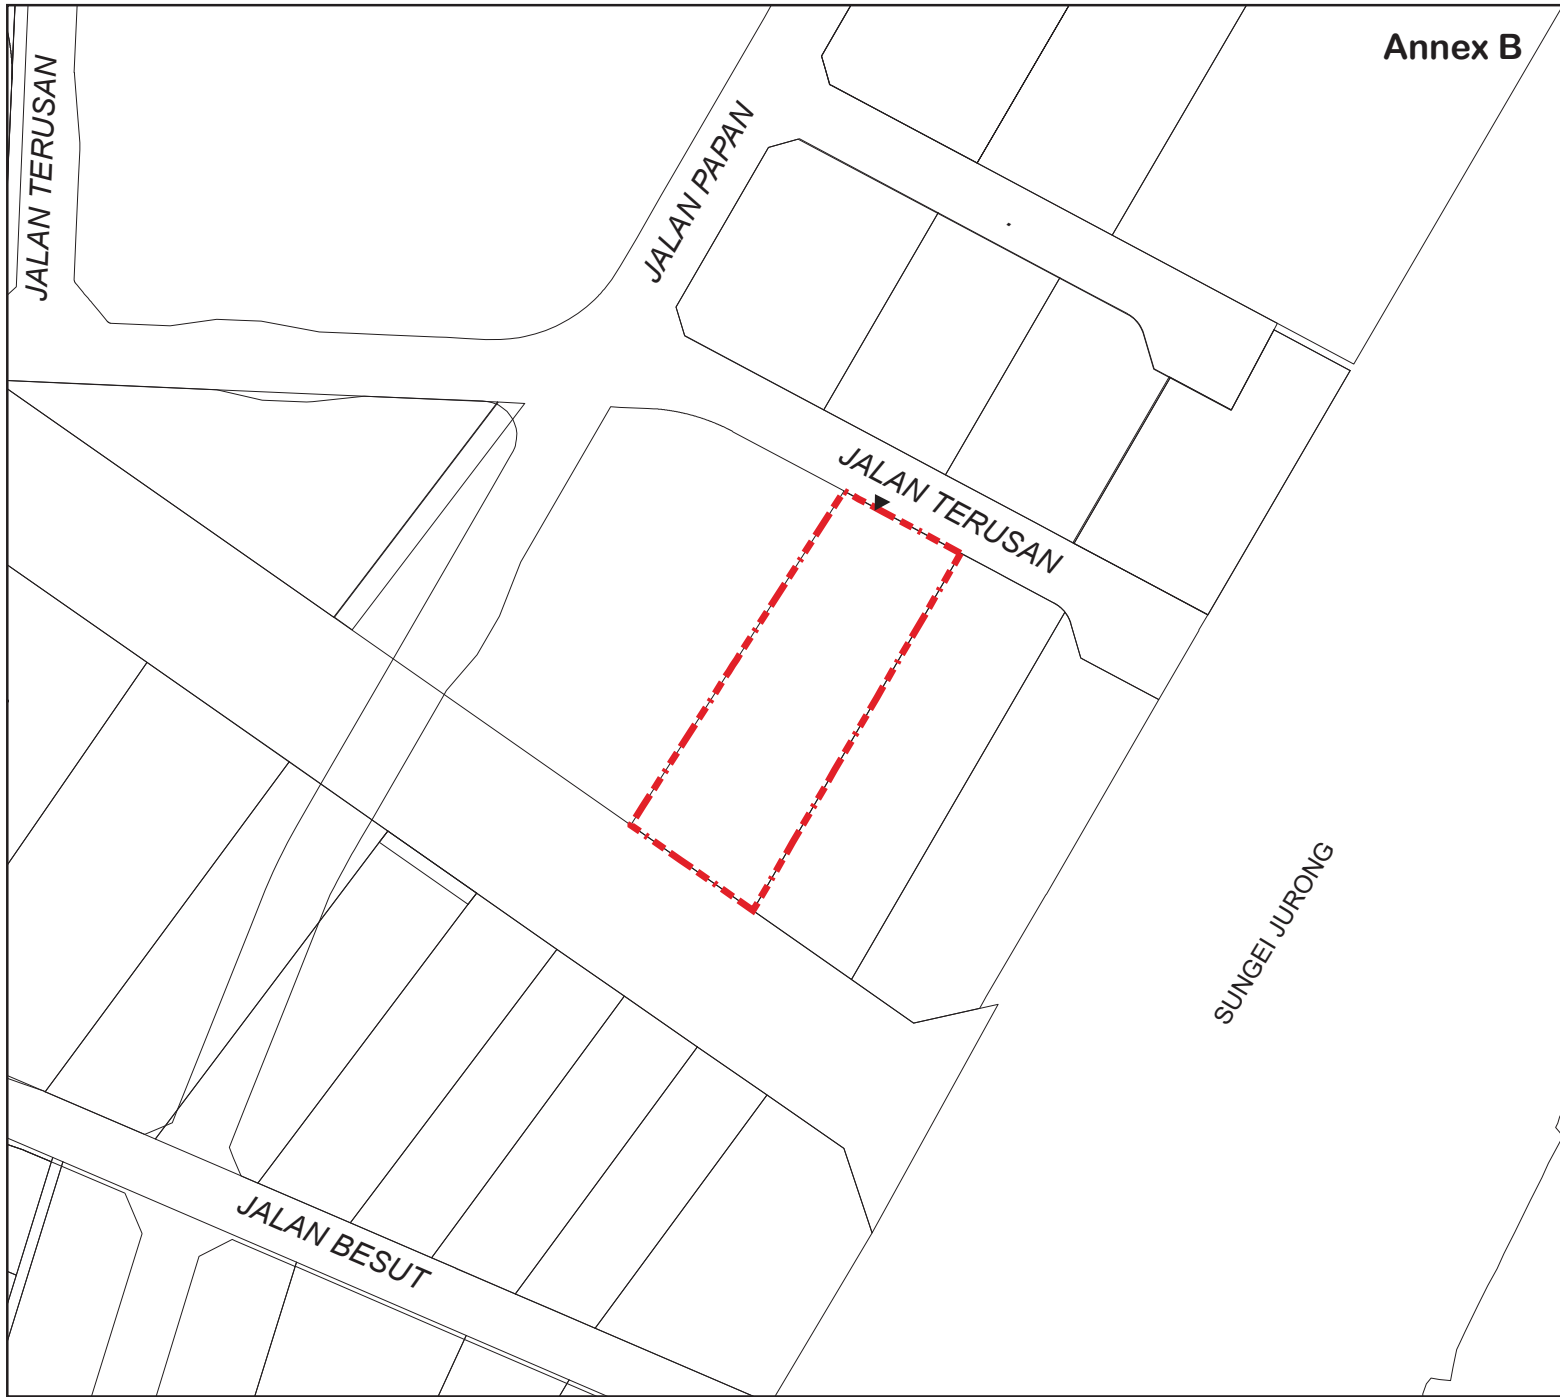 Annex B
JALAN TERUSAN
JALAN PAPAN
JALAN TERUSAN
SUNGEI JURONG
JALAN BESUT